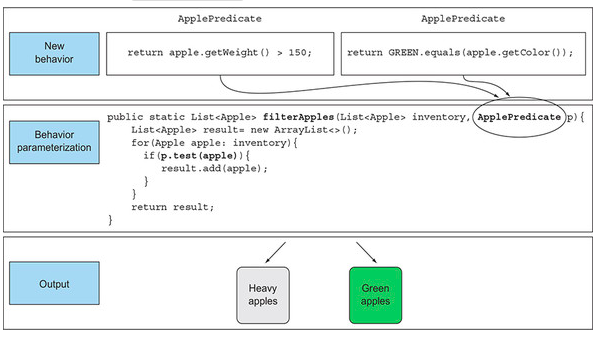 ApplePredicate
ApplePredicate
New
behavior
return apple.getWeight() > 150;
return GREEN.equals(apple.getColor());
Behavior
parameterization
public static List<Apple> filterApples(List<Apple> inventory, ApplePredicate p){
List<Apple> result= new ArrayList<>();
for(Apple apple: inventory){
if(p.test(apple)){
result.add(apple);
}
}
return result;
}
Output
Heavy
apples
Green
apples